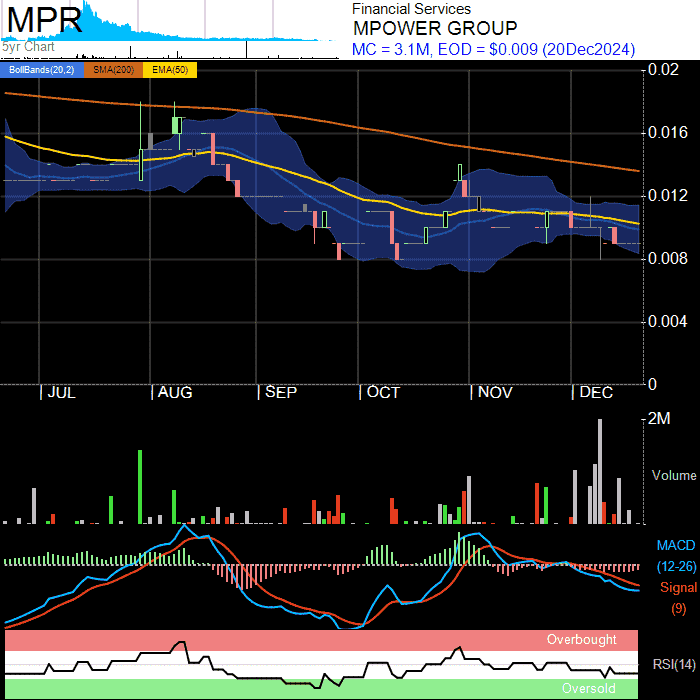 MPR
5yr Chart
Financial Services
MPOWER GROUP
MC = 3.1M, EOD = $0.009 (20Dec2024)
BollBands(20,2) SMA(200) EMA(50)
0.02
0.016
0.012
0.008
0.004
0
JUL AUG SEP OCT NOV DEC
2M
Volume
MACD
(12-26)
Signal
(9)
Overbought
RSI(14)
Oversold